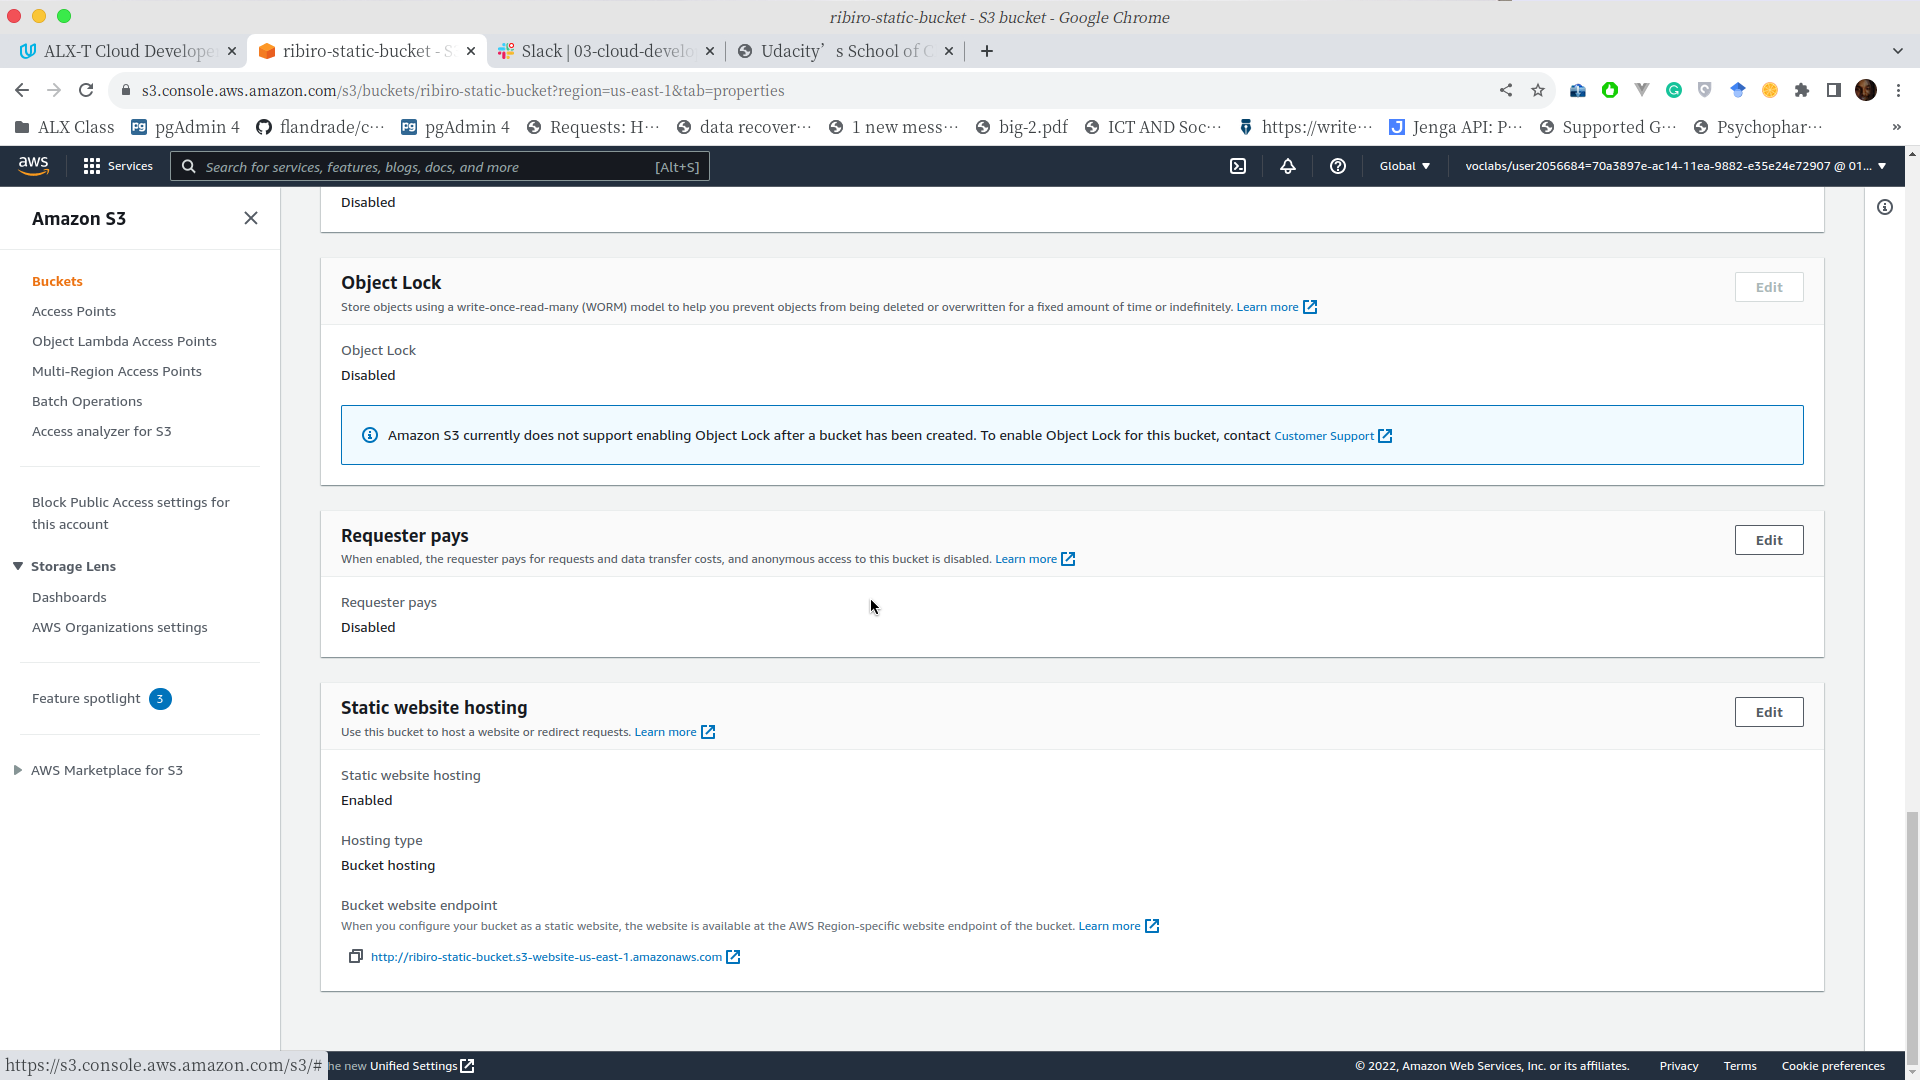 ribiro-static-bucket - S3 bucket - Google Chrome
ALX-T Cloud Develope
ribiro-static-bucket - S
Slack | 03-cloud-develo
Udacity's School of C
s3.console.aws.amazon.com/s3/buckets/ribiro-static-bucket?region=us-east-1&tab=properties
ALX Class
pgAdmin 4
flandrade/c…
pgAdmin 4
Requests: H…
data recover…
1 new mess…
big-2.pdf
ICT AND Soc…
https://write…
Jenga API: P…
Supported G…
Psychophar…
»
aws
Services
Search for services, features, blogs, docs, and more
[Alt+S]
Global
voclabs/user2056684=70a3897e-ac14-11ea-9882-e35e24e72907 @ 01...
Amazon S3
Buckets
Access Points
Object Lambda Access Points
Multi-Region Access Points
Batch Operations
Access analyzer for S3
Block Public Access settings for
this account
Storage Lens
Dashboards
AWS Organizations settings
Feature spotlight 3
AWS Marketplace for S3
Disabled
Object Lock
Edit
Store objects using a write-once-read-many (WORM) model to help you prevent objects from being deleted or overwritten for a fixed amount of time or indefinitely. Learn more
Object Lock
Disabled
Amazon S3 currently does not support enabling Object Lock after a bucket has been created. To enable Object Lock for this bucket, contact Customer Support
Requester pays
Edit
When enabled, the requester pays for requests and data transfer costs, and anonymous access to this bucket is disabled. Learn more
Requester pays
Disabled
Static website hosting
Edit
Use this bucket to host a website or redirect requests. Learn more
Static website hosting
Enabled
Hosting type
Bucket hosting
Bucket website endpoint
When you configure your bucket as a static website, the website is available at the AWS Region-specific website endpoint of the bucket. Learn more
http://ribiro-static-bucket.s3-website-us-east-1.amazonaws.com
https://s3.console.aws.amazon.com/s3/#
he new Unified Settings
© 2022, Amazon Web Services, Inc. or its affiliates.
Privacy
Terms
Cookie preferences